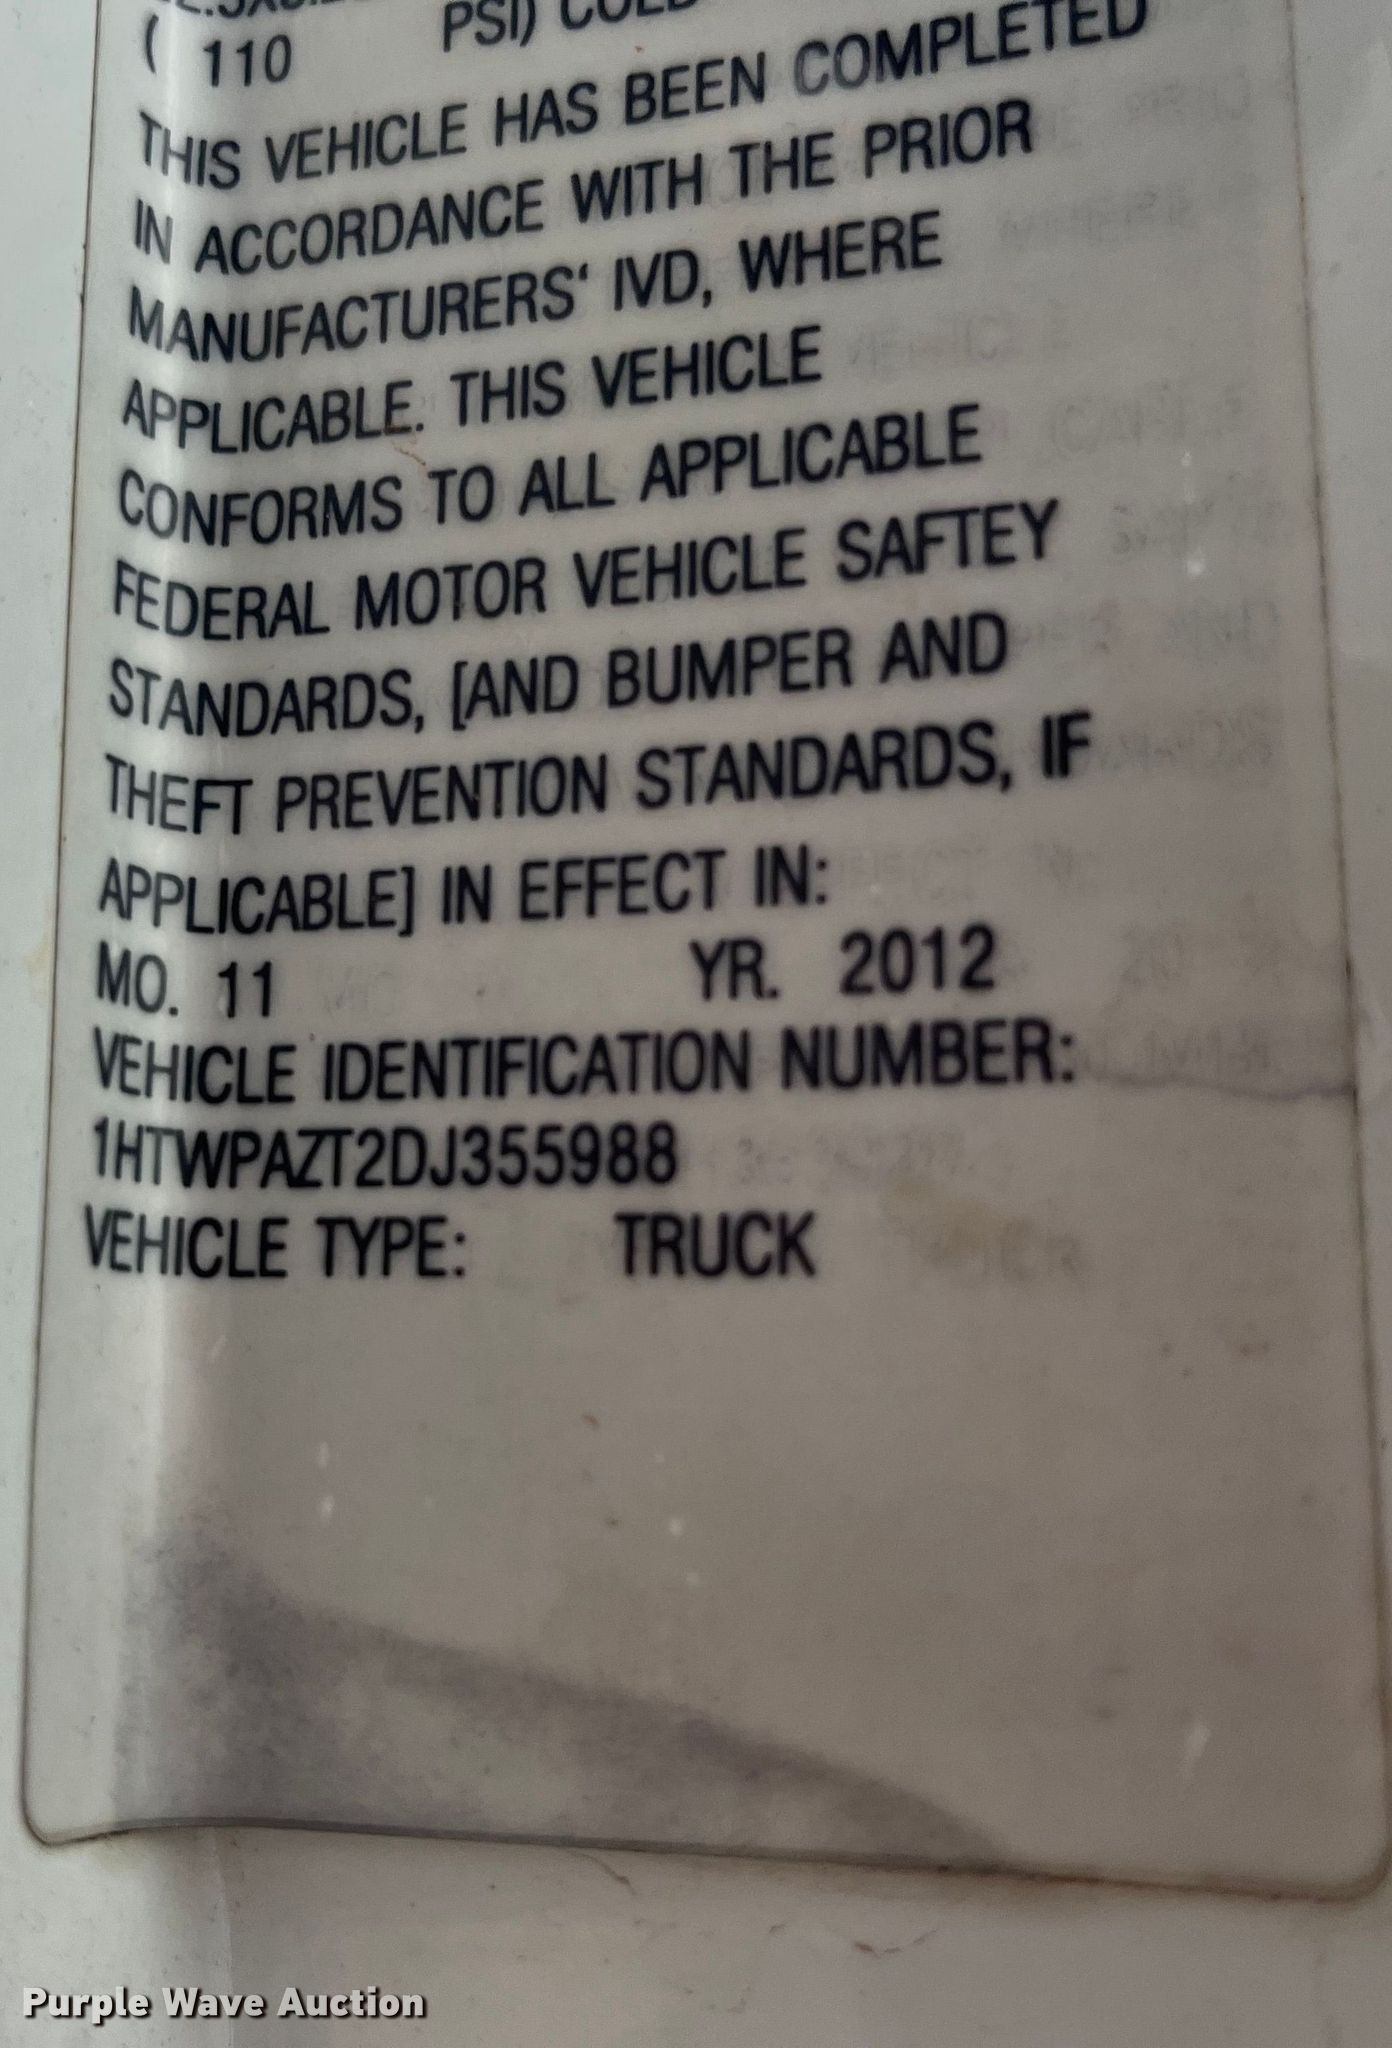 ( 110 PSI) COLD
THIS VEHICLE HAS BEEN COMPLETED
IN ACCORDANCE WITH THE PRIOR
MANUFACTURERS' IVD, WHERE
APPLICABLE. THIS VEHICLE
CONFORMS TO ALL APPLICABLE
FEDERAL MOTOR VEHICLE SAFTEY
STANDARDS, [AND BUMPER AND
THEFT PREVENTION STANDARDS, IF
APPLICABLE] IN EFFECT IN:
MO. 11 YR. 2012
VEHICLE IDENTIFICATION NUMBER:
1HTWPAZT2DJ355988
VEHICLE TYPE: TRUCK
Purple Wave Auction